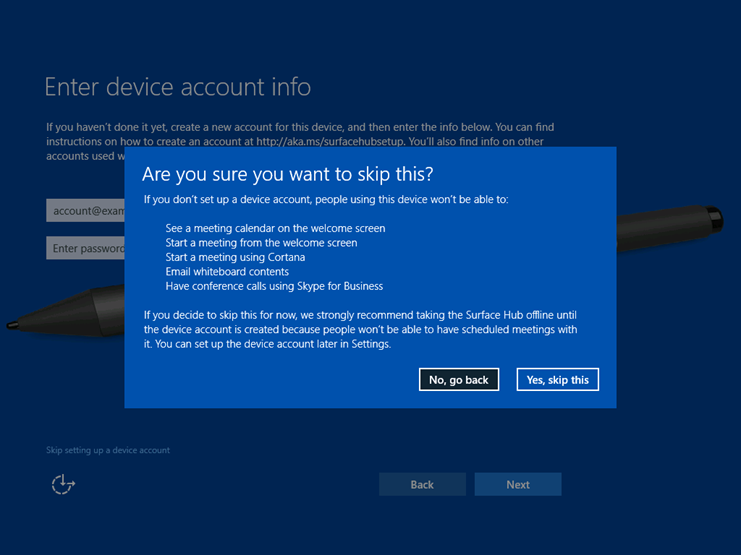 Enter device account info
If you haven't done it yet, create a new account for this device, and then enter the info below. You can find
instructions on how to create an account at http://aka.ms/surfacehubsetup. You'll also find info on other
accounts used
Are you sure you want to skip this?
If you don't set up a device account, people using this device won't be able to:
account@exam
See a meeting calendar on the welcome screen
Start a meeting from the welcome screen
Enter password
Start a meeting using Cortana
Email whiteboard contents
Have conference calls using Skype for Business
If you decide to skip this for now, we strongly recommend taking the Surface Hub offline until
the device account is created because people won't be able to have scheduled meetings with
it. You can set up the device account later in Settings.
No, go back
Yes, skip this
Skip setting up a device account
Back
Next